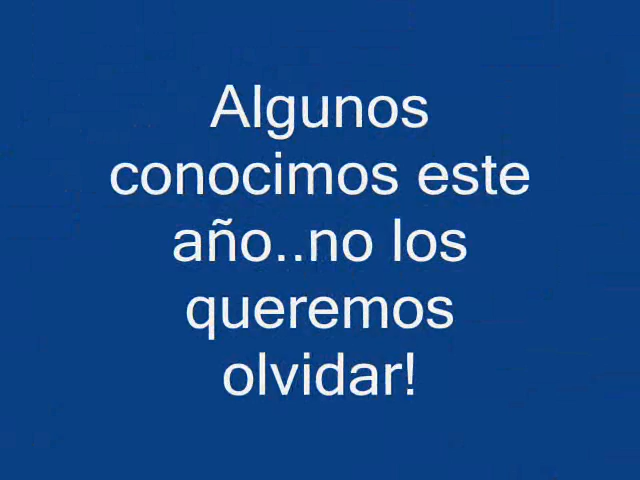 Algunos
conocimos este
año..no los
queremos
olvidar!